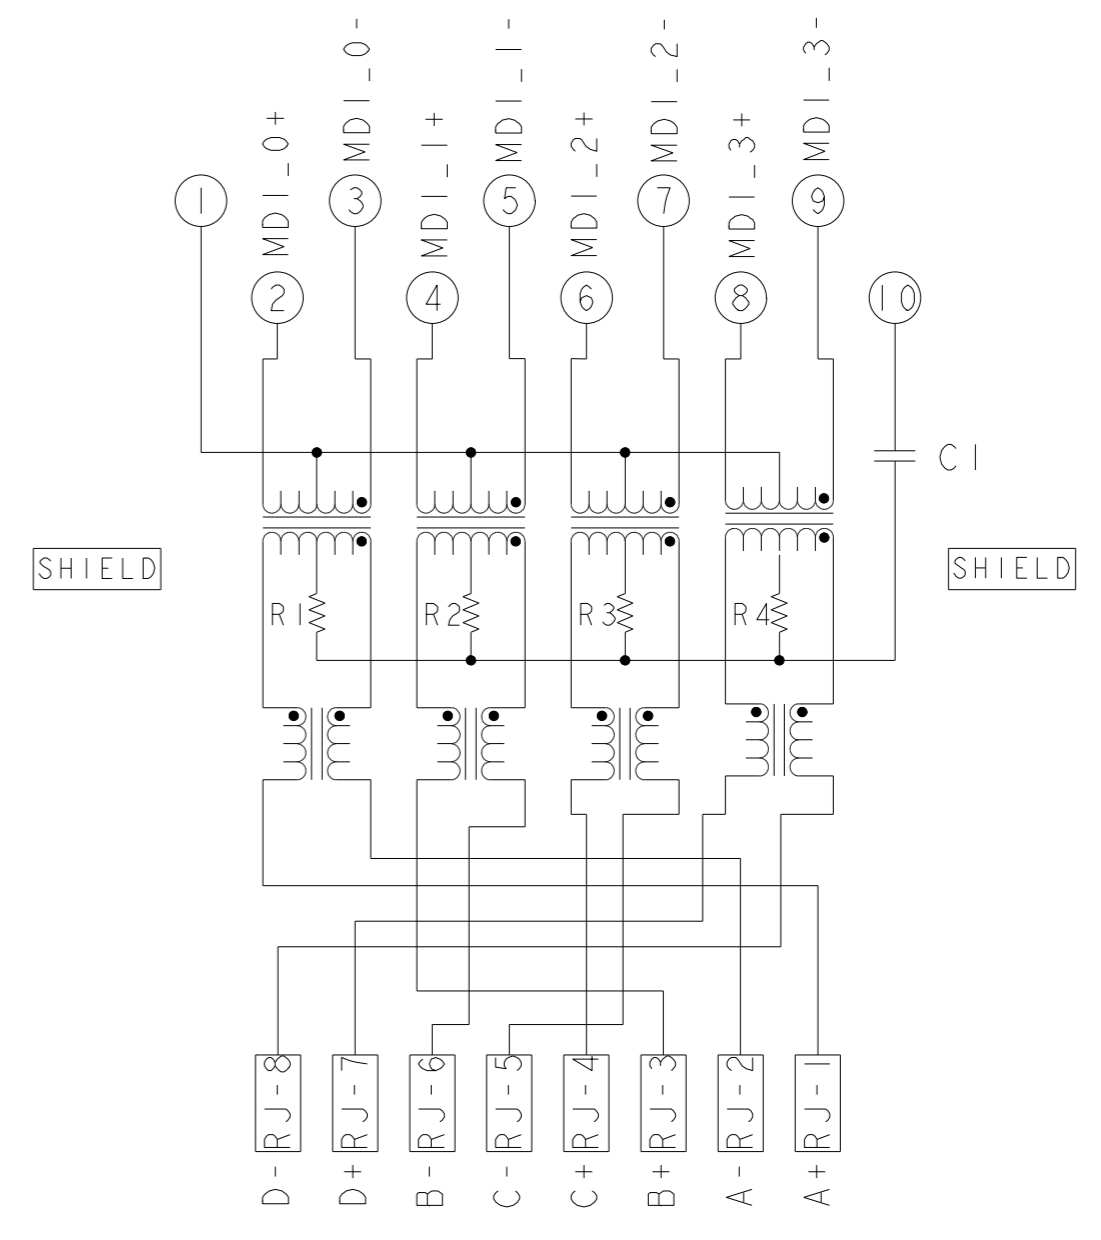 MDI_0-
MDI_1-
MDI_2-
MDI_3-
MDI_0+
MDI_1+
MDI_2+
MDI_3+
1
3
5
7
9
2
4
6
8
10
C1
SHIELD
SHIELD
R1
R2
R3
R4
RJ-8
RJ-7
RJ-6
RJ-5
RJ-4
RJ-3
RJ-2
RJ-1
D-
D+
B-
C-
C+
B+
A-
A+